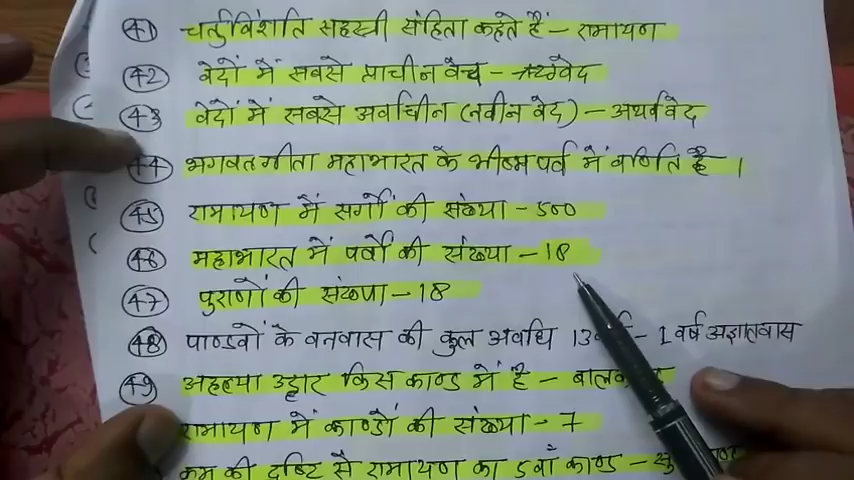 41 चर्तुविंशति सहस्त्री संहिता कहते हैं - रामायण
42 वेदों में सबसे प्राचीन वेद - ऋग्वेद
43 वेदों में सबसे अर्वाचीन (नवीन वेद) - अथर्ववेद
44 भगवतगीता महाभारत के भीष्म पर्व में वर्णित है ।
45 रामायण में सर्गो की संख्या - 500
46 महाभारत में पर्वो की संख्या - 18
47 पुराणों की संख्या - 18
48 पाण्डवों के वनवास की कुल अवधि 13 - 1 वर्ष अज्ञातवास
49 अहल्या उद्दार किस काण्ड में है -
रामायण में काण्डों की संख्या - 7
क्रम की दृष्टि से रामायण का 5वाँ काण्ड -